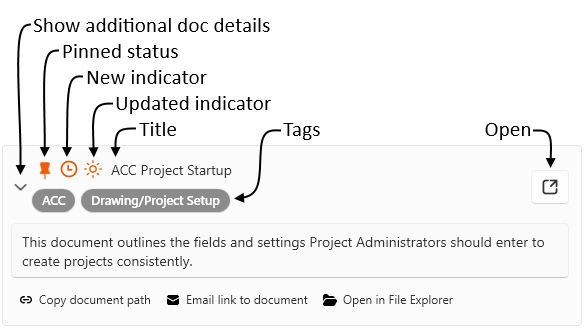 Show additional doc details
Pinned status
New indicator
Updated indicator
Title
Tags
Open
ACC Project Startup
ACC
Drawing/Project Setup
This document outlines the fields and settings Project Administrators should enter to
create projects consistently.
Copy document path
Email link to document
Open in File Explorer